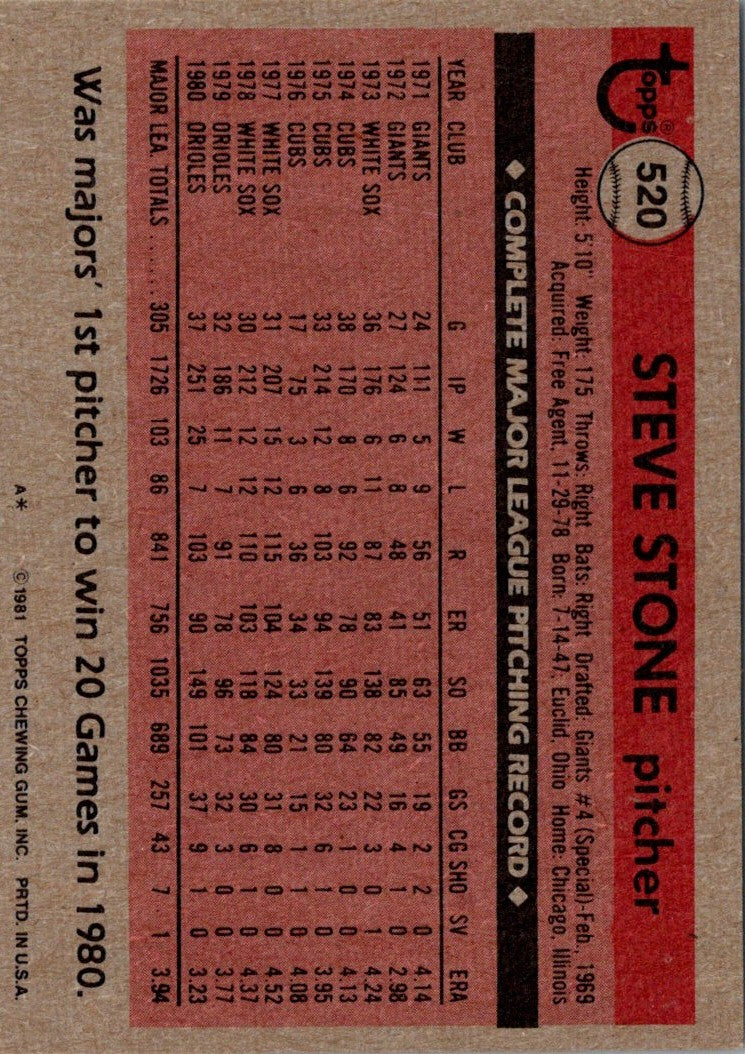 topps®
520
STEVE STONE pitcher
Height: 5'10" Weight: 175 Throws: Right Bats: Right Drafted: Giants #4 (Special)-Feb., 1969
Acquired: Free Agent, 11-29-78 Born: 7-14-47, Euclid, Ohio Home: Chicago, Illinois
◆ COMPLETE MAJOR LEAGUE PITCHING RECORD ◆
YEAR CLUB G IP W L R ER SO BB GS CG SHO SV ERA
1971 GIANTS 24 111 5 9 56 51 63 55 19 2 2 0 4.14
1972 GIANTS 27 124 6 8 48 41 85 49 16 4 1 0 2.98
1973 WHITE SOX 36 176 6 11 87 83 138 82 22 3 0 1 4.24
1974 CUBS 38 170 8 6 92 78 90 64 23 1 0 0 4.13
1975 CUBS 33 214 12 8 103 94 139 80 32 6 1 0 3.95
1976 CUBS 17 75 3 6 36 34 33 21 15 1 1 0 4.08
1977 WHITE SOX 31 207 15 12 115 104 124 80 31 8 0 0 4.52
1978 WHITE SOX 30 212 12 12 110 103 118 84 30 6 1 0 4.37
1979 ORIOLES 32 186 11 7 91 78 96 73 32 3 0 0 3.77
1980 ORIOLES 37 251 25 7 103 90 149 101 37 9 1 0 3.23
MAJOR LEA. TOTALS ...... 305 1726 103 86 841 756 1035 689 257 43 7 1 3.94
Was majors' 1st pitcher to win 20 Games in 1980.
A* © 1981 TOPPS CHEWING GUM, INC. PRTD. IN U.S.A.